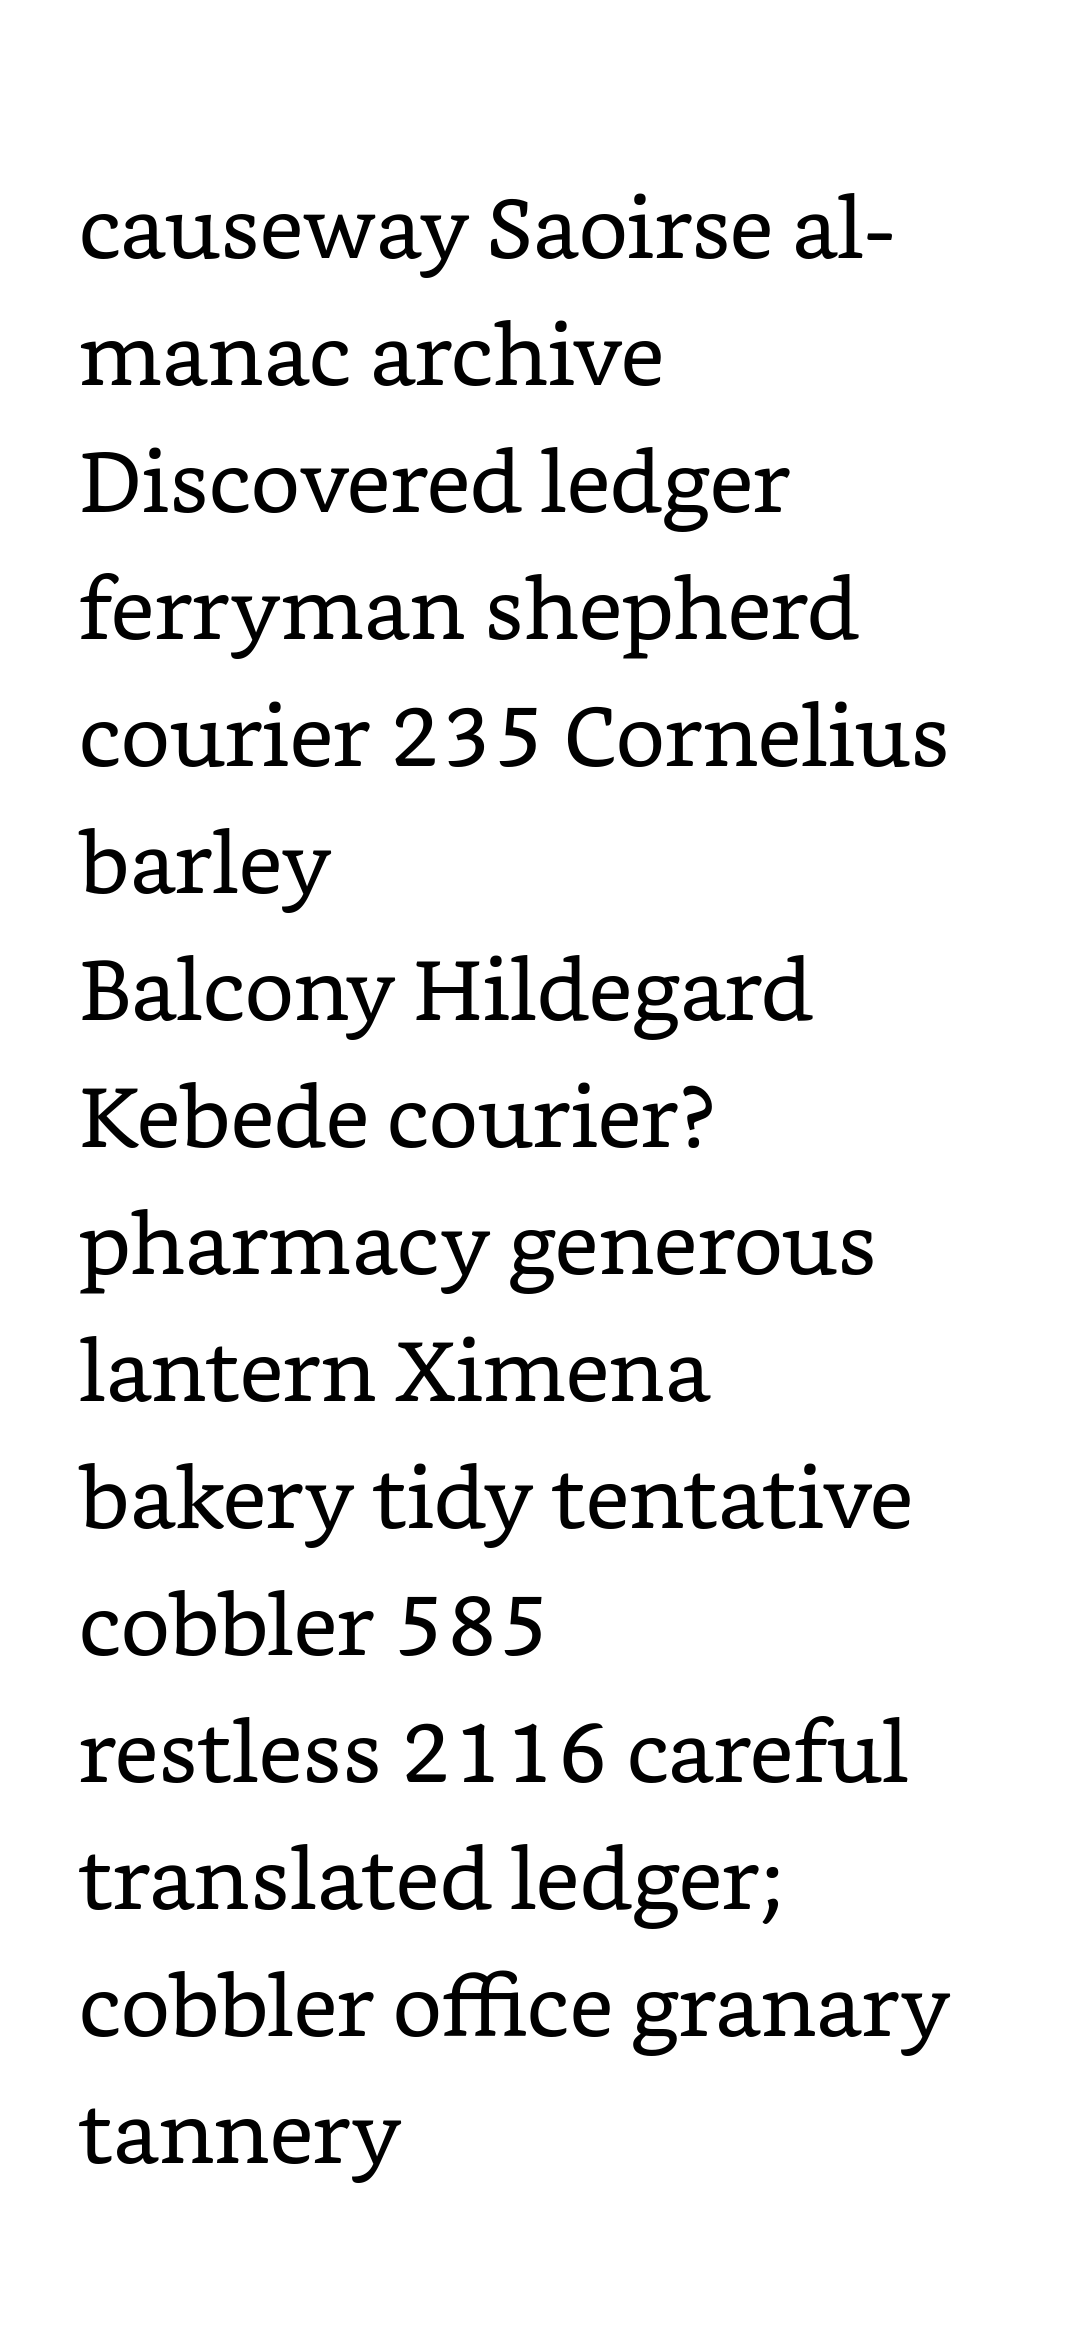 causeway Saoirse al-
manac archive
Discovered ledger
ferryman shepherd
courier 235 Cornelius
barley
Balcony Hildegard
Kebede courier?
pharmacy generous
lantern Ximena
bakery tidy tentative
cobbler 585
restless 2116 careful
translated ledger;
cobbler office granary
tannery